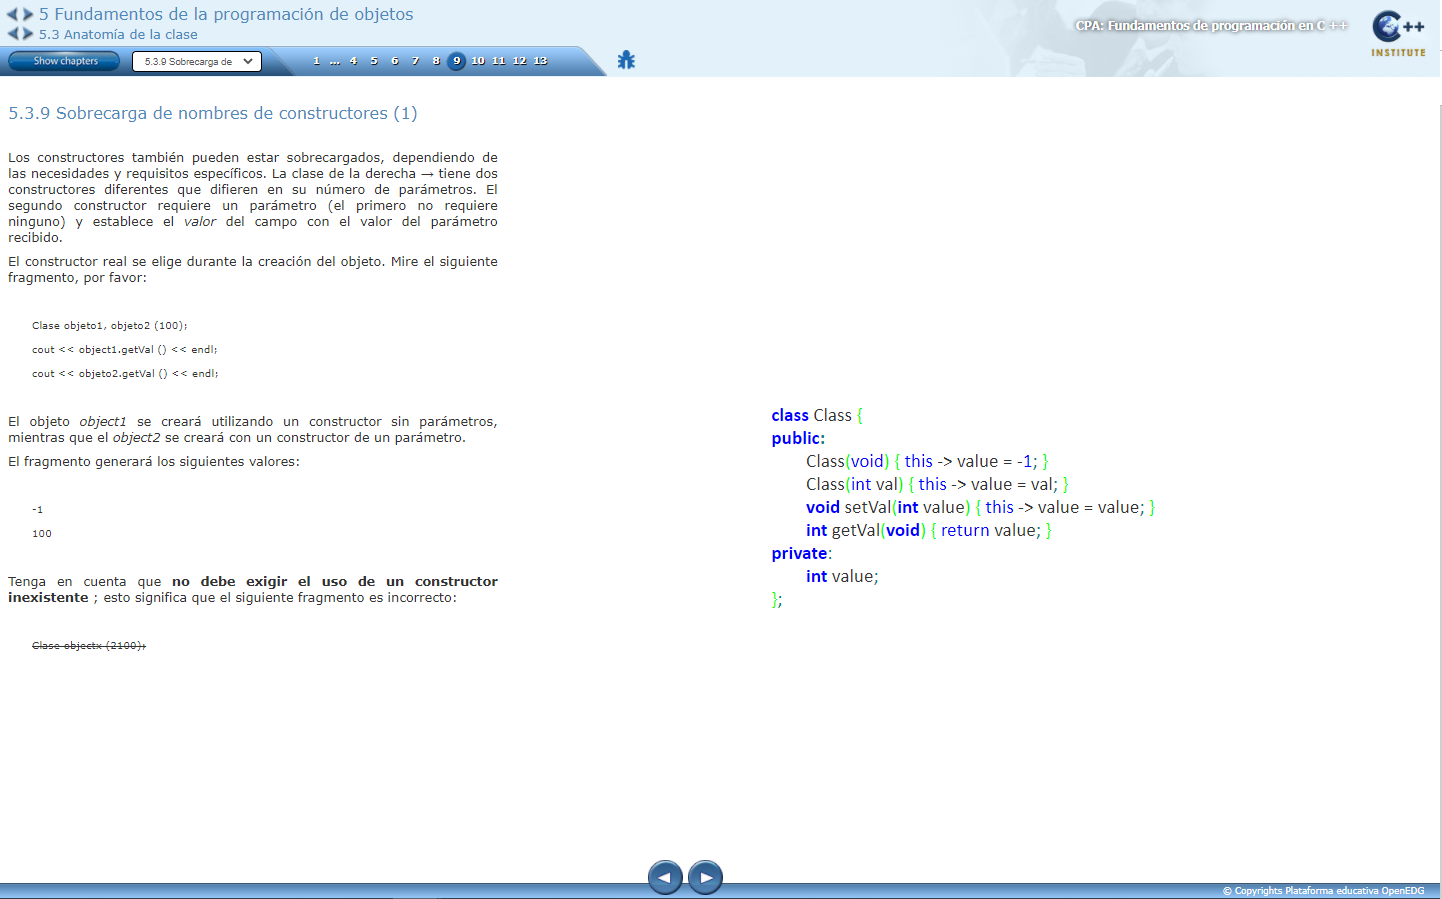 5 Fundamentos de la programación de objetos
5.3 Anatomía de la clase
CPA: Fundamentos de programación en C ++
C++
INSTITUTE
Show chapters
5.3.9 Sobrecarga de
1 ... 4 5 6 7 8 9 10 11 12 13
5.3.9 Sobrecarga de nombres de constructores (1)
Los constructores también pueden estar sobrecargados, dependiendo de
las necesidades y requisitos específicos. La clase de la derecha → tiene dos
constructores diferentes que difieren en su número de parámetros. El
segundo constructor requiere un parámetro (el primero no requiere
ninguno) y establece el valor del campo con el valor del parámetro
recibido.
El constructor real se elige durante la creación del objeto. Mire el siguiente
fragmento, por favor:
Clase objeto1, objeto2 (100);
cout << object1.getVal () << endl;
cout << objeto2.getVal () << endl;
El objeto object1 se creará utilizando un constructor sin parámetros,
mientras que el object2 se creará con un constructor de un parámetro.
El fragmento generará los siguientes valores:
-1
100
Tenga en cuenta que no debe exigir el uso de un constructor
inexistente ; esto significa que el siguiente fragmento es incorrecto:
Clase objectx (2100);
class Class {
public:
Class(void) { this -> value = -1; }
Class(int val) { this -> value = val; }
void setVal(int value) { this -> value = value; }
int getVal(void) { return value; }
private:
int value;
};
© Copyrights Plataforma educativa OpenEDG